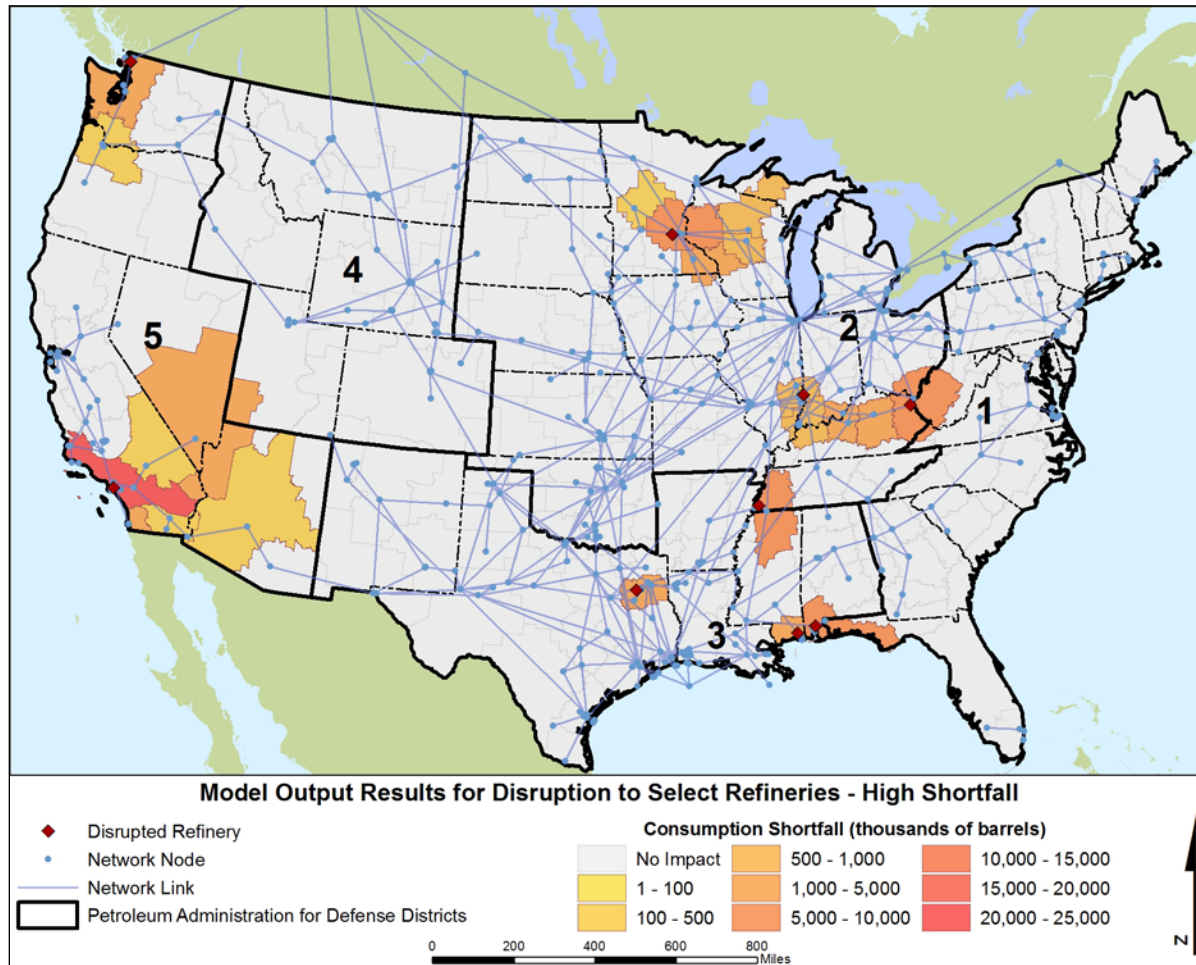 4
5
2
1
3
Model Output Results for Disruption to Select Refineries - High Shortfall
Disrupted Refinery
Network Node
Network Link
Petroleum Administration for Defense Districts
Consumption Shortfall (thousands of barrels)
No Impact
1 - 100
100 - 500
500 - 1,000
1,000 - 5,000
5,000 - 10,000
10,000 - 15,000
15,000 - 20,000
20,000 - 25,000
0 200 400 600 800
Miles
N